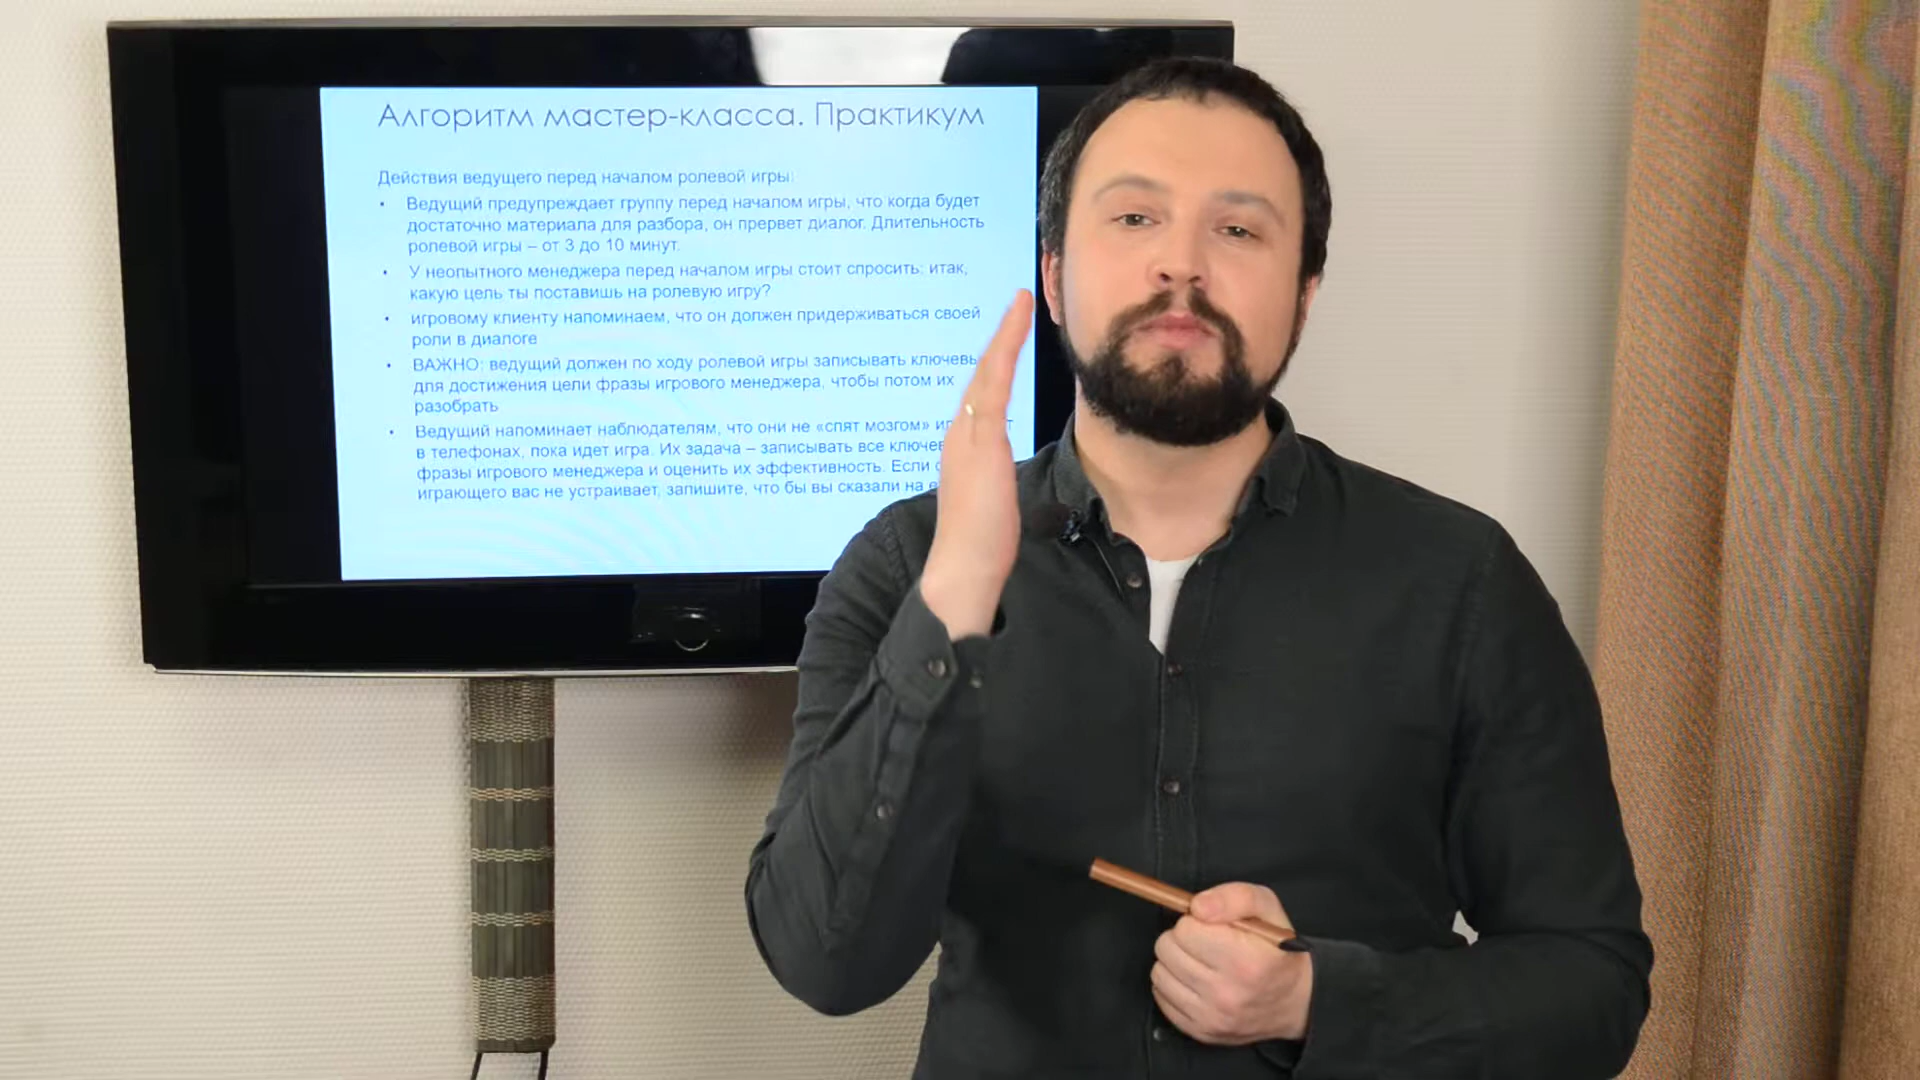 Алгоритм мастер-класса. Практикум
Действия ведущего перед началом ролевой игры:
• Ведущий предупреждает группу перед началом игры, что когда будет
достаточно материала для разбора, он прервет диалог. Длительность
ролевой игры – от 3 до 10 минут.
• У неопытного менеджера перед началом игры стоит спросить: итак,
какую цель ты поставишь на ролевую игру?
• игровому клиенту напоминаем, что он должен придерживаться своей
роли в диалоге
• ВАЖНО: ведущий должен по ходу ролевой игры записывать
для достижения цели фразы игрового менеджера, чтобы потом их
разобрать
• Ведущий напоминает наблюдателям, что они не «спят мозгом»
в телефонах, пока идет игра. Их задача – записывать все
фразы игрового менеджера и оценить их эффективность. Если
играющего вас не устраивает, запишите, что бы вы сказали на